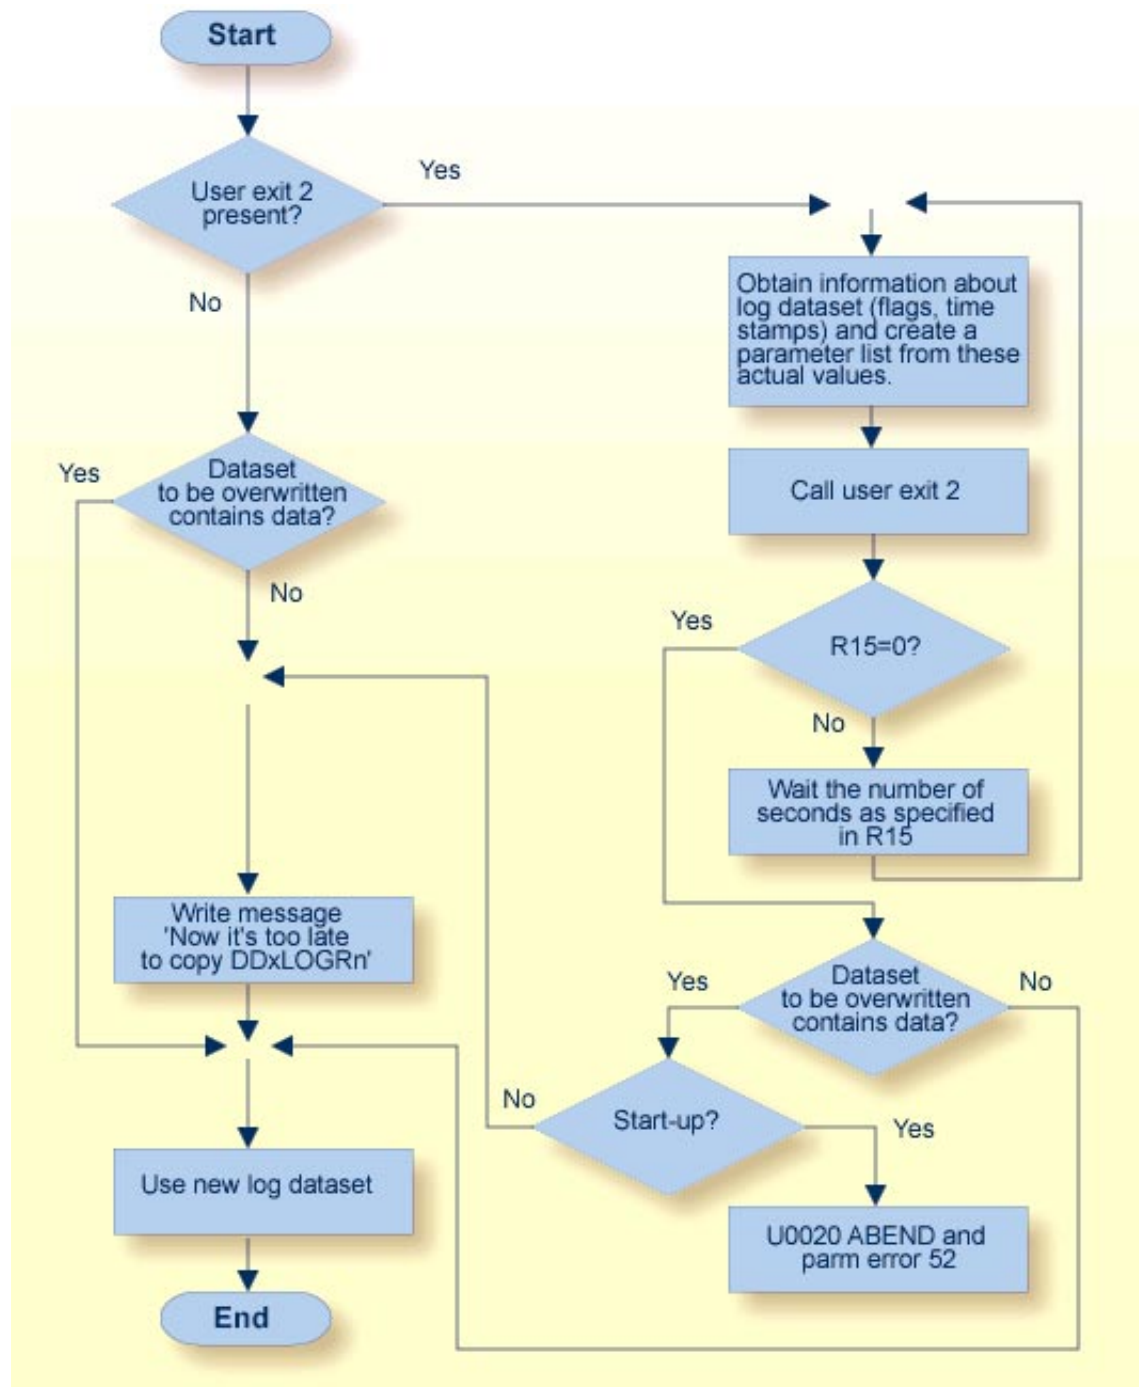 Start
User exit 2
present?
Yes
No
Obtain information about
log dataset (flags, time
stamps) and create a
parameter list from these
actual values.
Call user exit 2
Yes
Dataset
to be overwritten
contains data?
No
Yes
R15=0?
No
Wait the number of
seconds as specified
in R15
Write message
'Now it's too late
to copy DDxLOGRn'
Yes
Dataset
to be overwritten
contains data?
No
No
Start-up?
Yes
Use new log dataset
U0020 ABEND and
parm error 52
End